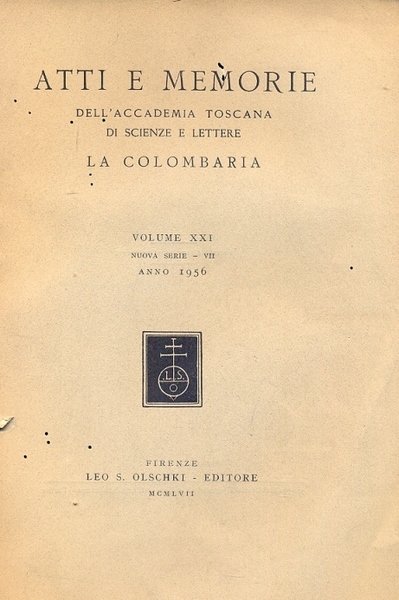 ATTI E MEMORIE
DELL'ACCADEMIA TOSCANA
DI SCIENZE E LETTERE
LA COLOMBARIA
VOLUME XXI
NUOVA SERIE - VII
ANNO 1956
L. S.
O
FIRENZE
LEO S. OLSCHKI - EDITORE
MCMLVII